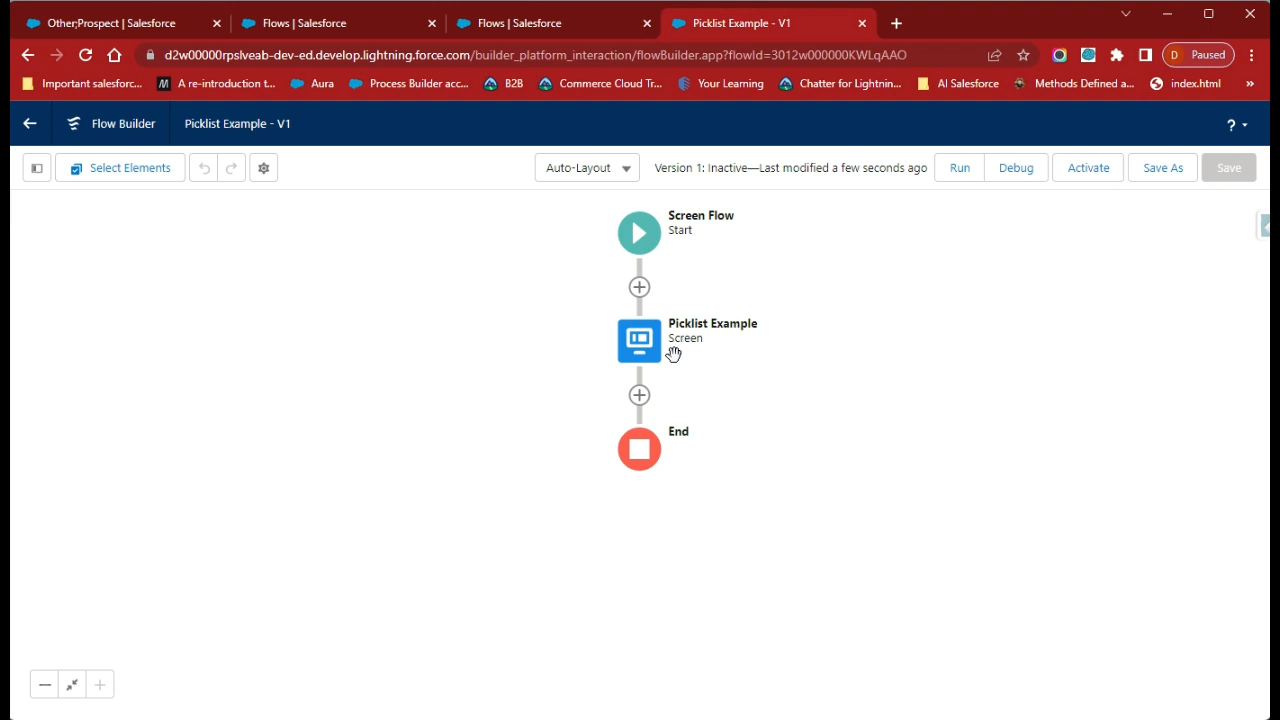 Other;Prospect | Salesforce
Flows | Salesforce
Flows | Salesforce
Picklist Example - V1
d2w00000rpslveab-dev-ed.develop.lightning.force.com/builder_platform_interaction/flowBuilder.app?flowId=3012w000000KWLqAAO
D Paused
Important salesforc...
A re-introduction t...
Aura
Process Builder acc...
B2B
Commerce Cloud Tr...
Your Learning
Chatter for Lightnin...
AI Salesforce
Methods Defined a...
index.html
»
Flow Builder
Picklist Example - V1
?
Select Elements
Auto-Layout
Version 1: Inactive—Last modified a few seconds ago
Run
Debug
Activate
Save As
Save
Screen Flow
Start
Picklist Example
Screen
End